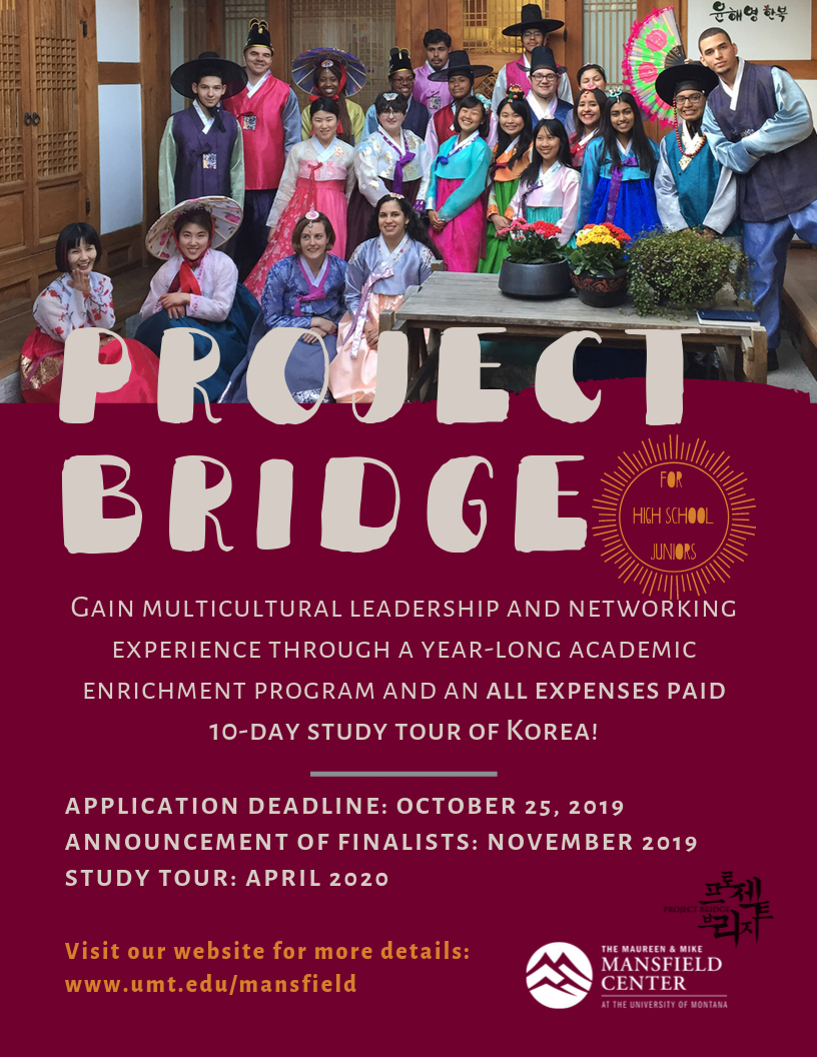 윤해영 한복
PROJECT
BRIDGE
FOR
HIGH SCHOOL
JUNIORS
Gain multicultural leadership and networking
experience through a year-long academic
enrichment program and an all expenses paid
10-day study tour of Korea!
APPLICATION DEADLINE: OCTOBER 25, 2019
ANNOUNCEMENT OF FINALISTS: NOVEMBER 2019
STUDY TOUR: APRIL 2020
프로젝트
PROJECT BRIDGE
브리지
Visit our website for more details:
www.umt.edu/mansfield
THE MAUREEN & MIKE
MANSFIELD
CENTER
AT THE UNIVERSITY OF MONTANA